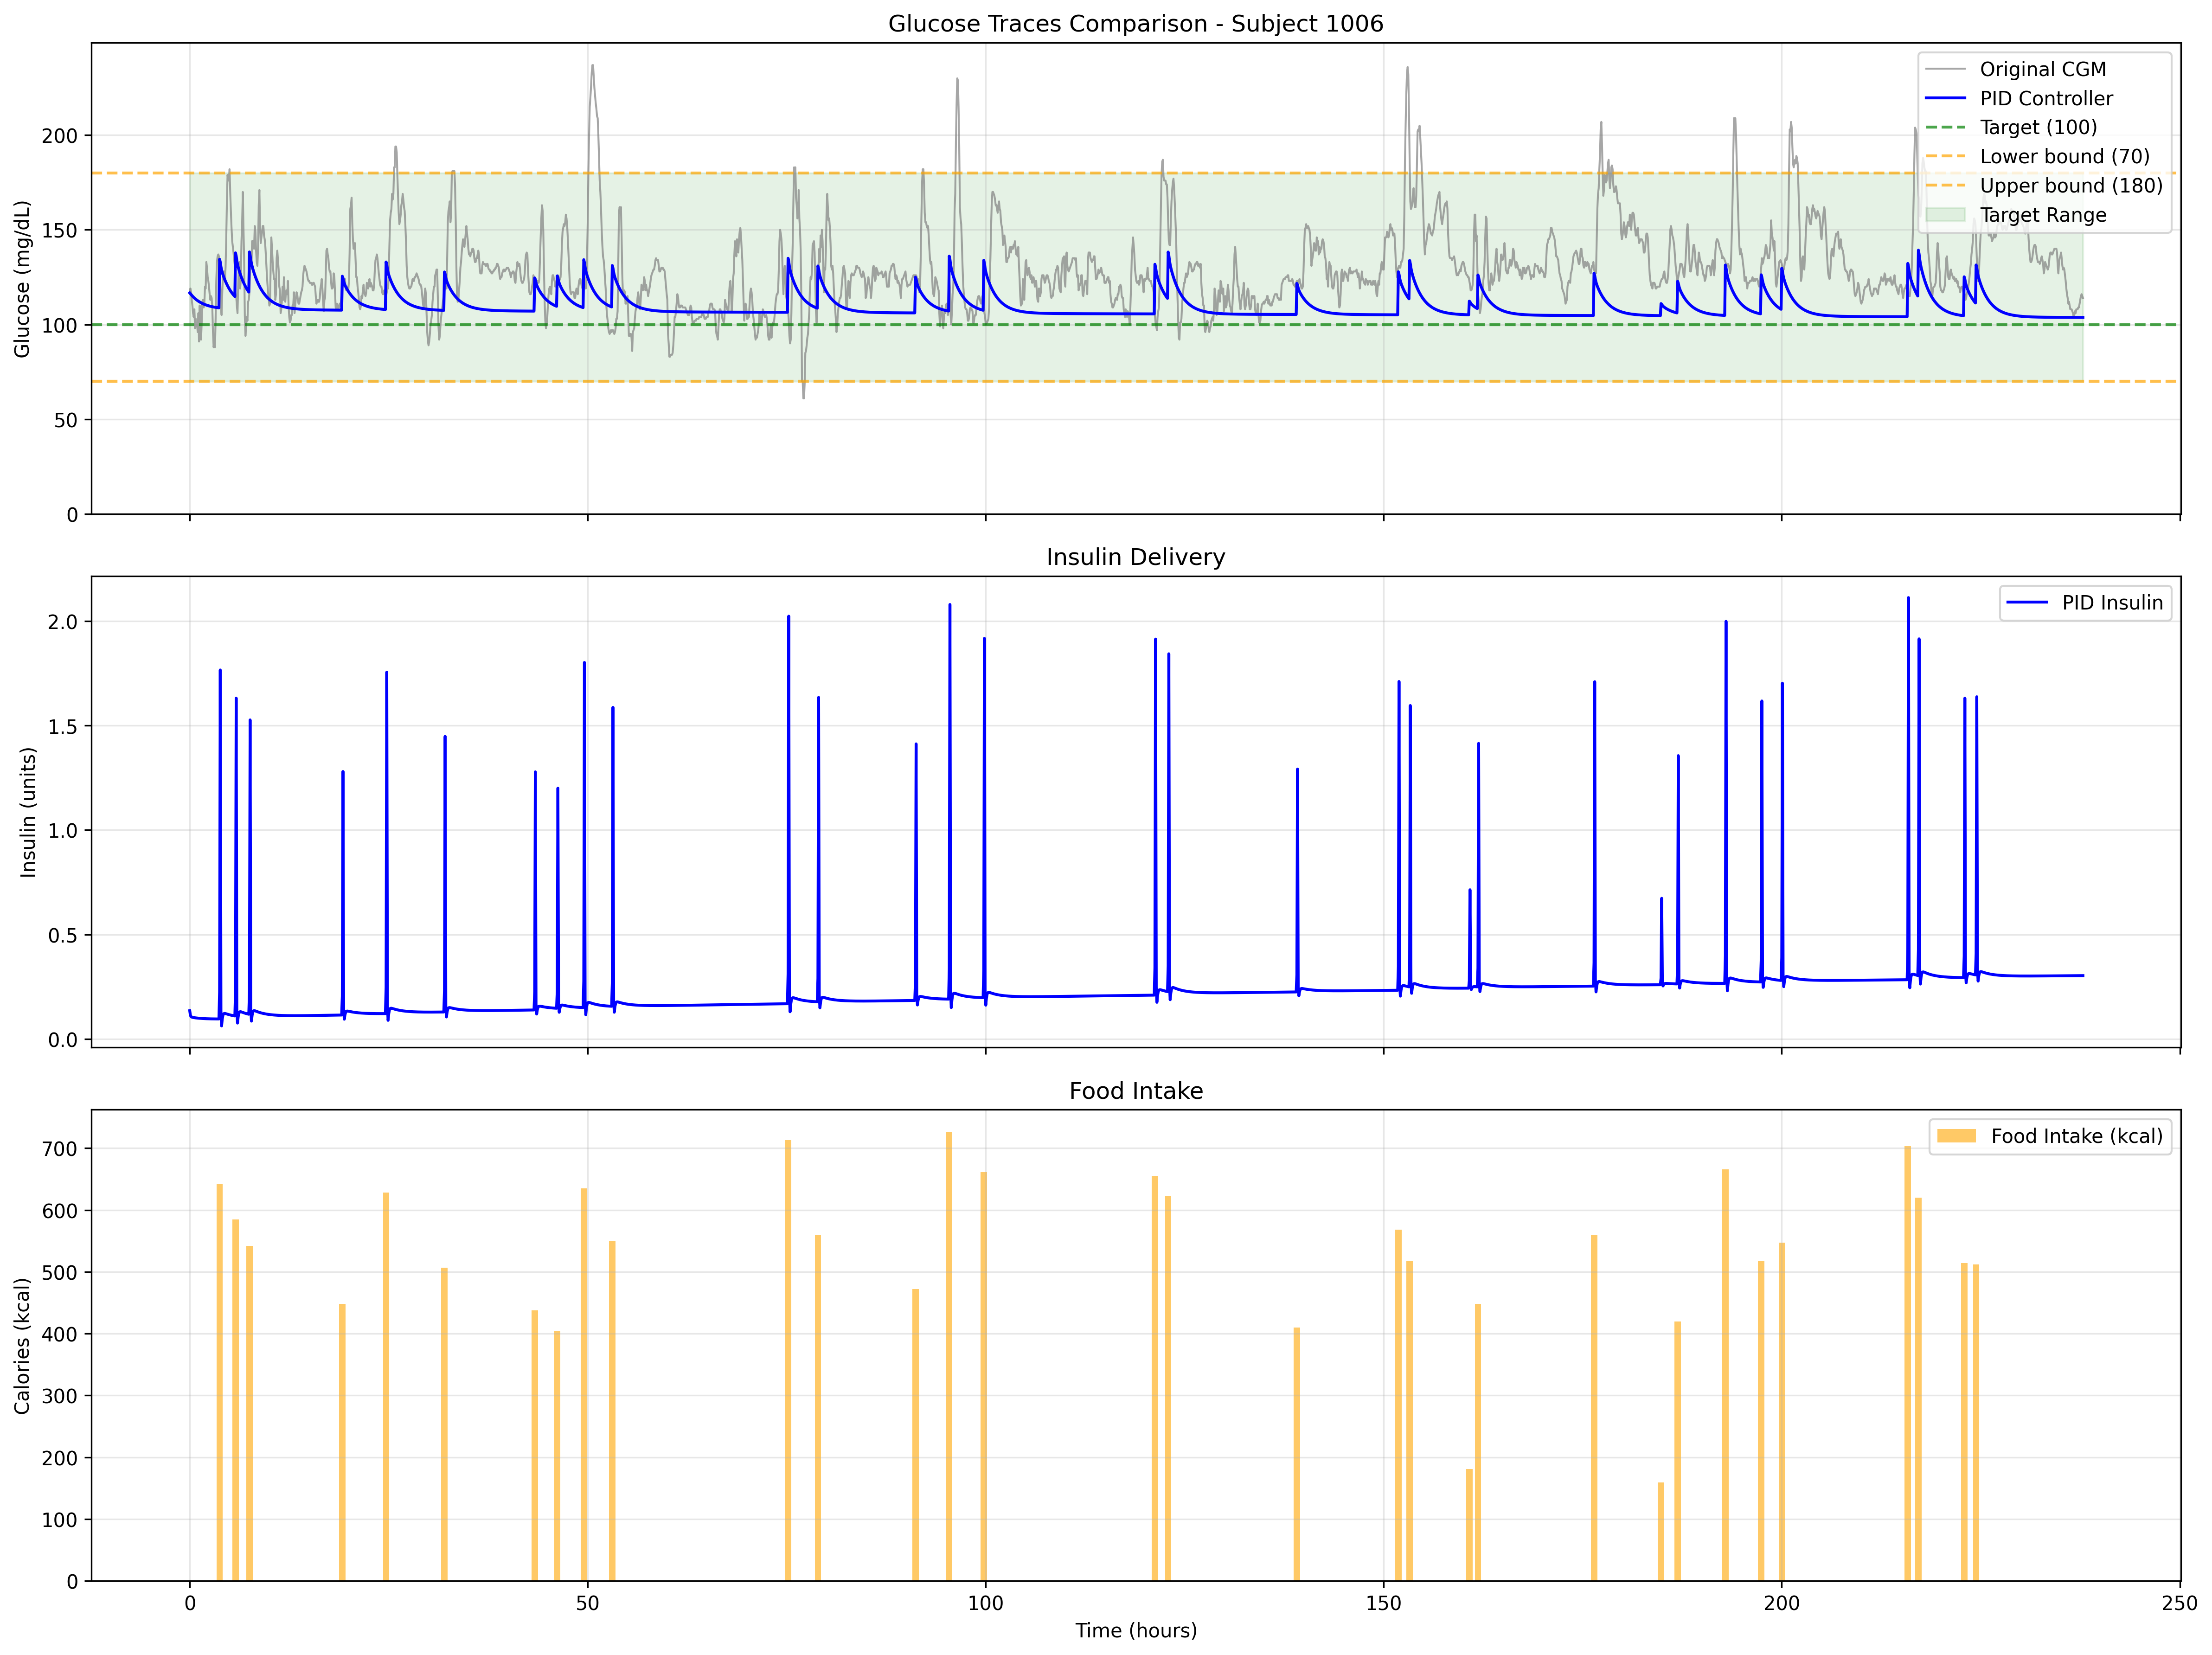 Glucose Traces Comparison - Subject 1006
Glucose (mg/dL)
200
150
100
50
0
Original CGM
PID Controller
Target (100)
Lower bound (70)
Upper bound (180)
Target Range
Insulin Delivery
Insulin (units)
2.0
1.5
1.0
0.5
0.0
PID Insulin
Food Intake
Calories (kcal)
700
600
500
400
300
200
100
0
Food Intake (kcal)
0 50 100 150 200 250
Time (hours)